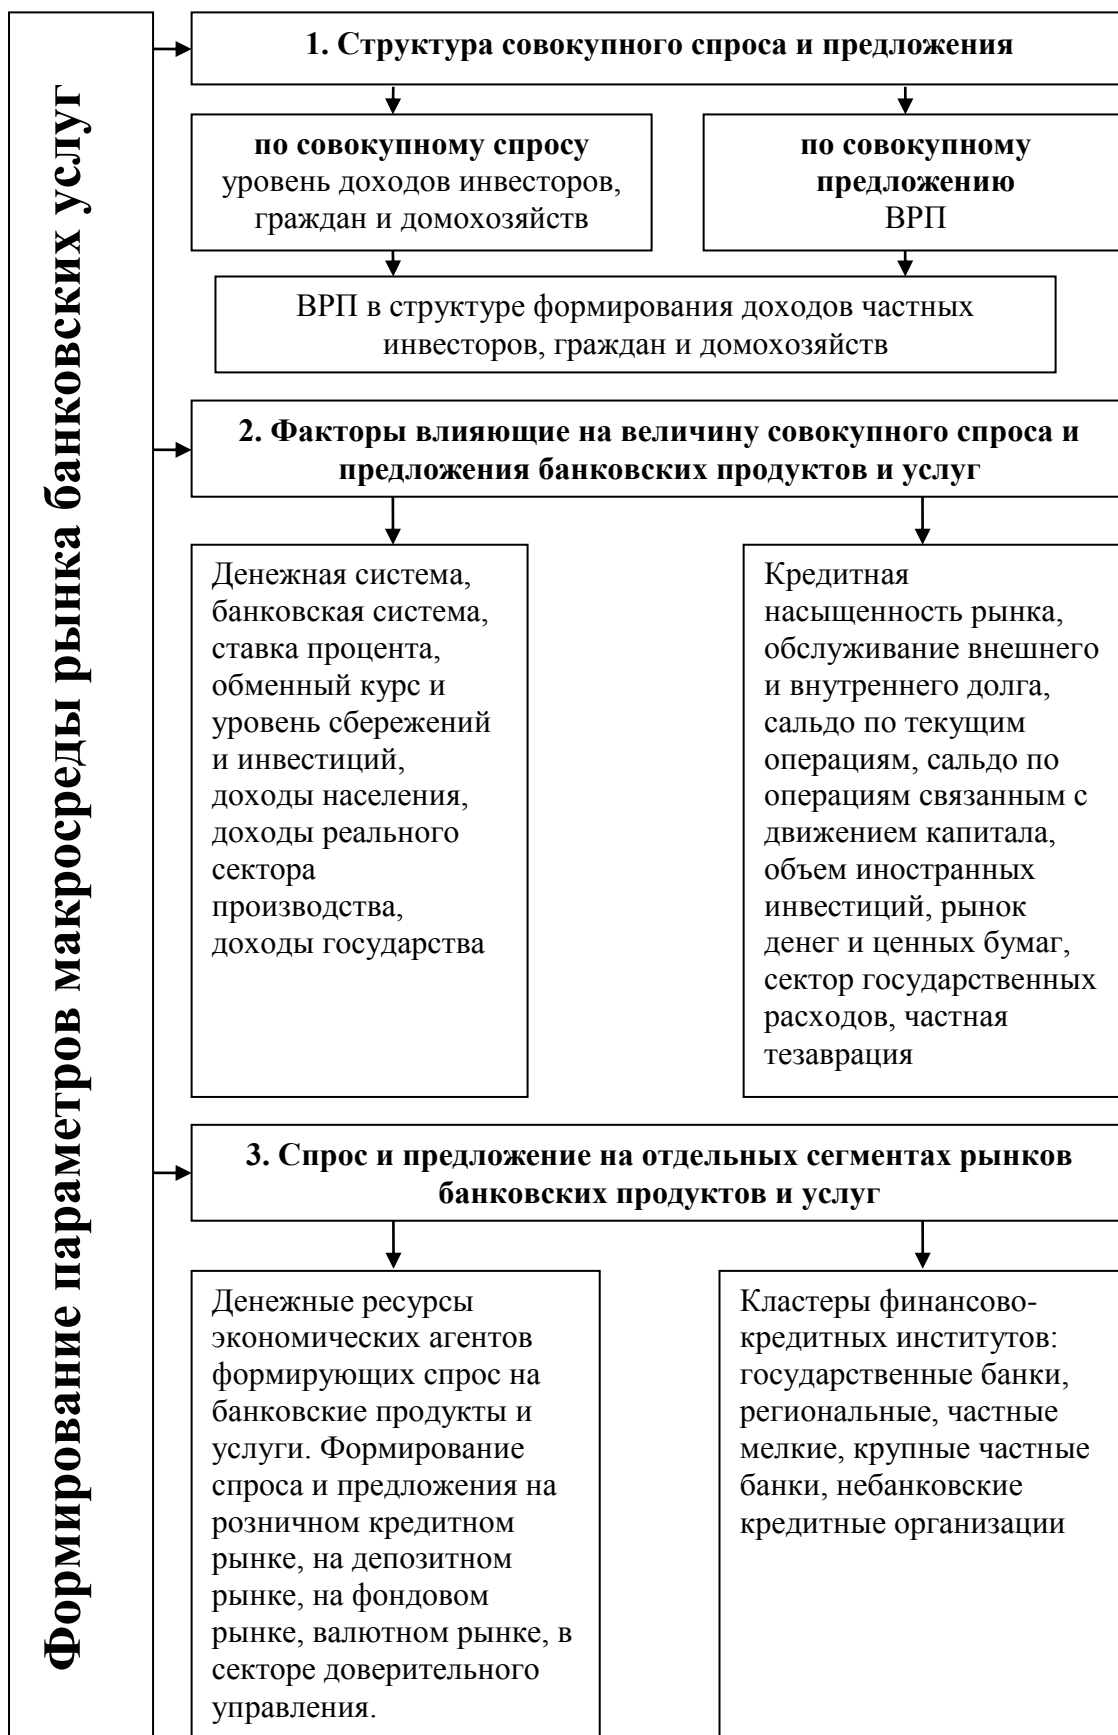 Формирование параметров макросреды рынка банковских услуг
1. Структура совокупного спроса и предложения
по совокупному спросу
уровень доходов инвесторов,
граждан и домохозяйств
по совокупному
предложению
ВРП
ВРП в структуре формирования доходов частных
инвесторов, граждан и домохозяйств
2. Факторы влияющие на величину совокупного спроса и
предложения банковских продуктов и услуг
Денежная система,
банковская система,
ставка процента,
обменный курс и
уровень сбережений
и инвестиций,
доходы населения,
доходы реального
сектора
производства,
доходы государства
Кредитная
насыщенность рынка,
обслуживание внешнего
и внутреннего долга,
сальдо по текущим
операциям, сальдо по
операциям связанным с
движением капитала,
объем иностранных
инвестиций, рынок
денег и ценных бумаг,
сектор государственных
расходов, частная
тезаврация
3. Спрос и предложение на отдельных сегментах рынков
банковских продуктов и услуг
Денежные ресурсы
экономических агентов
формирующих спрос на
банковские продукты и
услуги. Формирование
спроса и предложения на
розничном кредитном
рынке, на депозитном
рынке, на фондовом
рынке, валютном рынке, в
секторе доверительного
управления.
Кластеры финансово-
кредитных институтов:
государственные банки,
региональные, частные
мелкие, крупные частные
банки, небанковские
кредитные организации